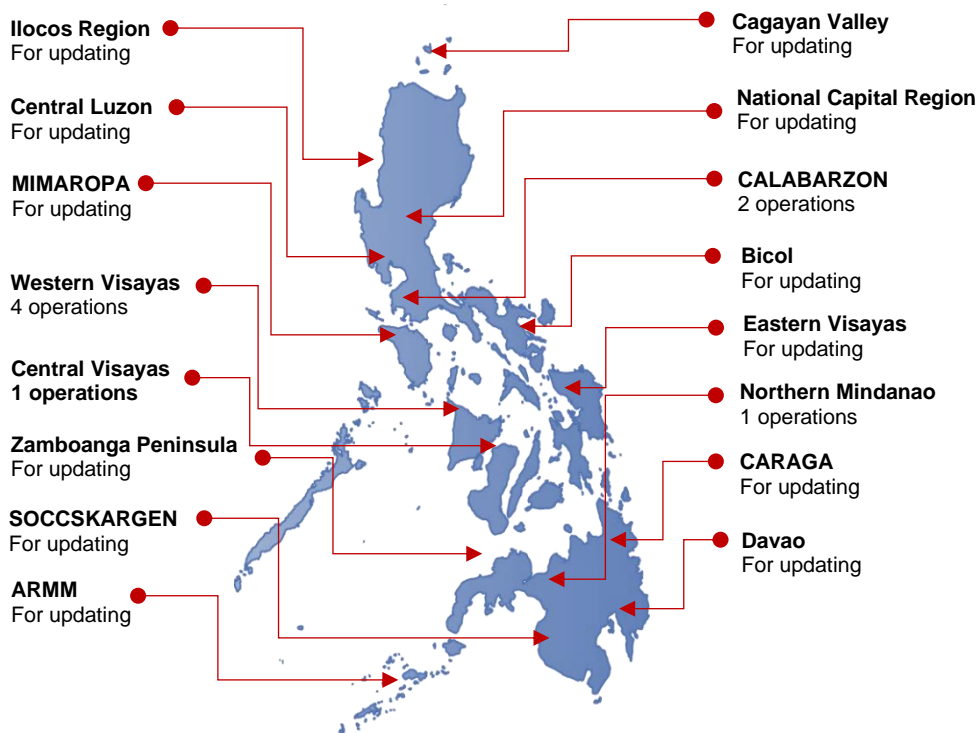 Ilocos Region
For updating
Central Luzon
For updating
MIMAROPA
For updating
Western Visayas
4 operations
Central Visayas
1 operations
Zamboanga Peninsula
For updating
SOCCSKARGEN
For updating
ARMM
For updating
Cagayan Valley
For updating
National Capital Region
For updating
CALABARZON
2 operations
Bicol
For updating
Eastern Visayas
For updating
Northern Mindanao
1 operations
CARAGA
For updating
Davao
For updating